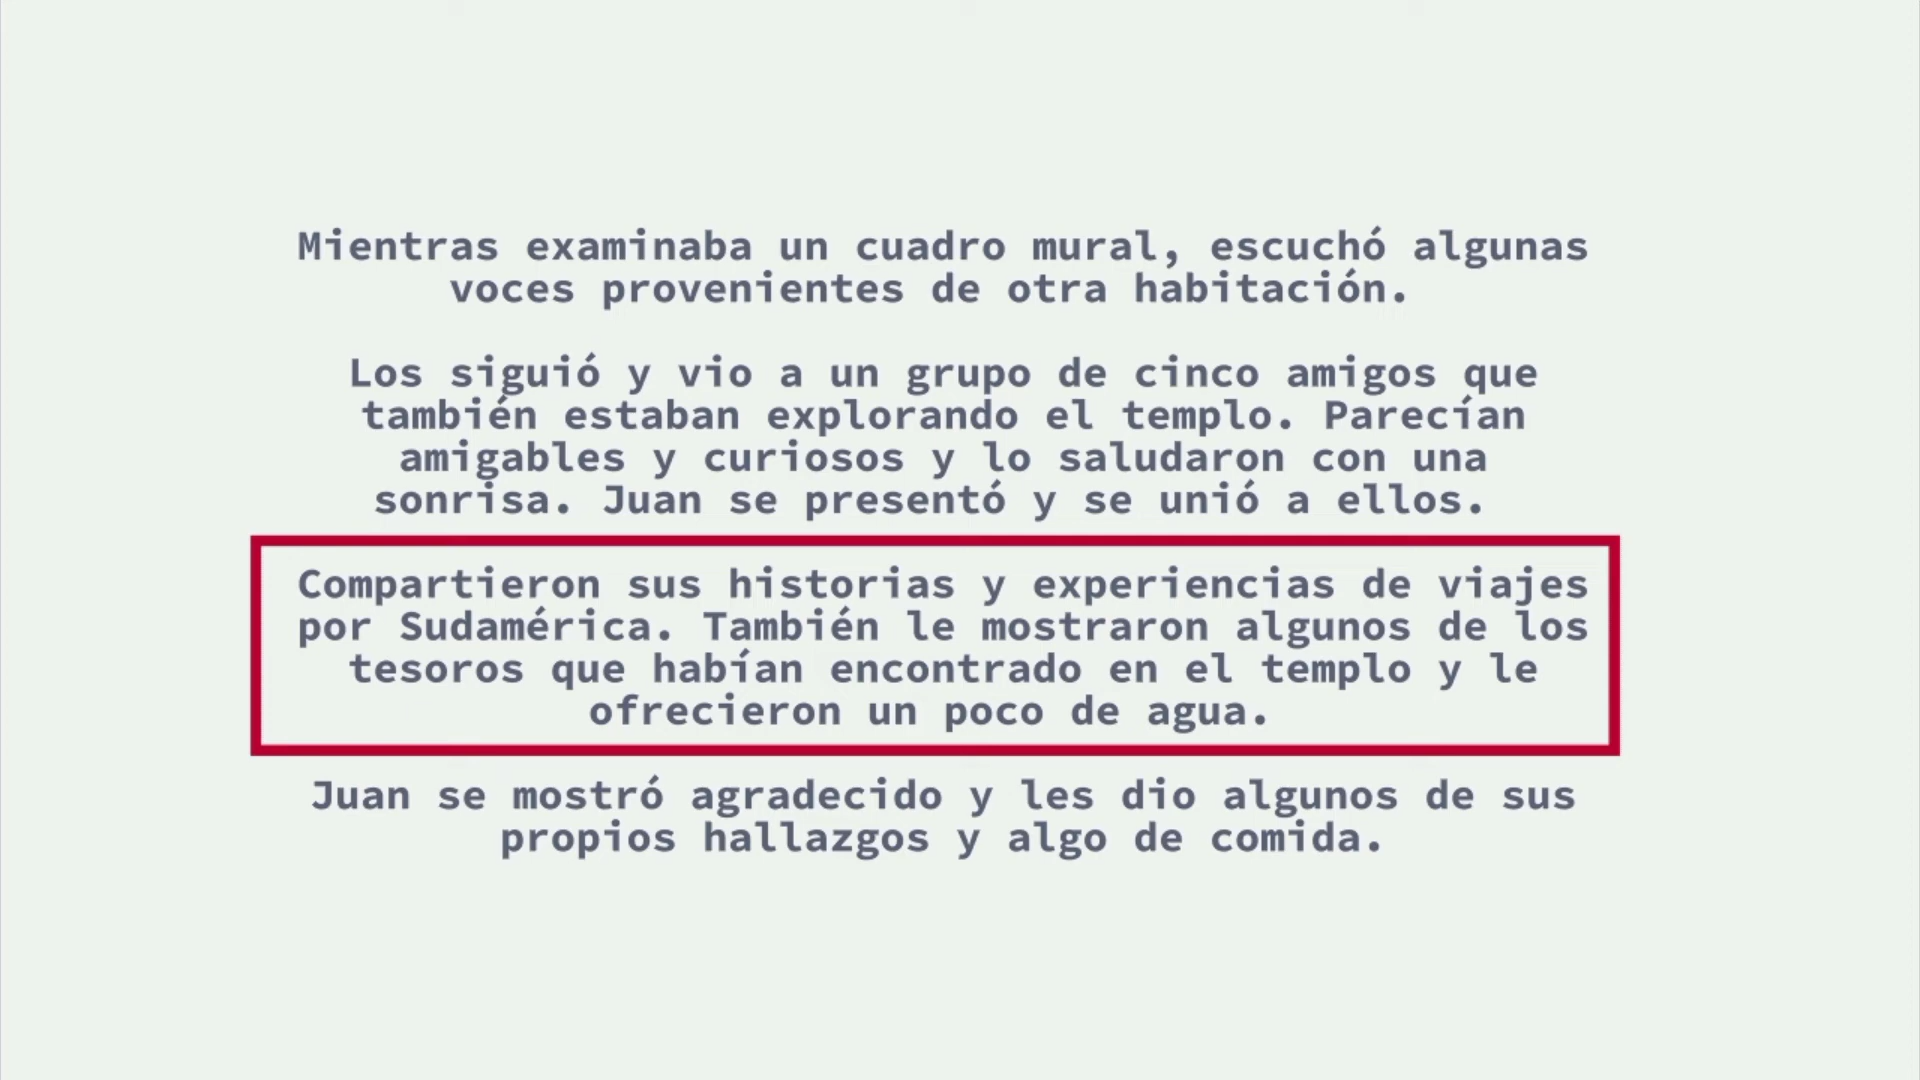 Mientras examinaba un cuadro mural, escuchó algunas
voces provenientes de otra habitación.
Los siguió y vio a un grupo de cinco amigos que
también estaban explorando el templo. Parecían
amigables y curiosos y lo saludaron con una
sonrisa. Juan se presentó y se unió a ellos.
Compartieron sus historias y experiencias de viajes
por Sudamérica. También le mostraron algunos de los
tesoros que habían encontrado en el templo y le
ofrecieron un poco de agua.
Juan se mostró agradecido y les dio algunos de sus
propios hallazgos y algo de comida.